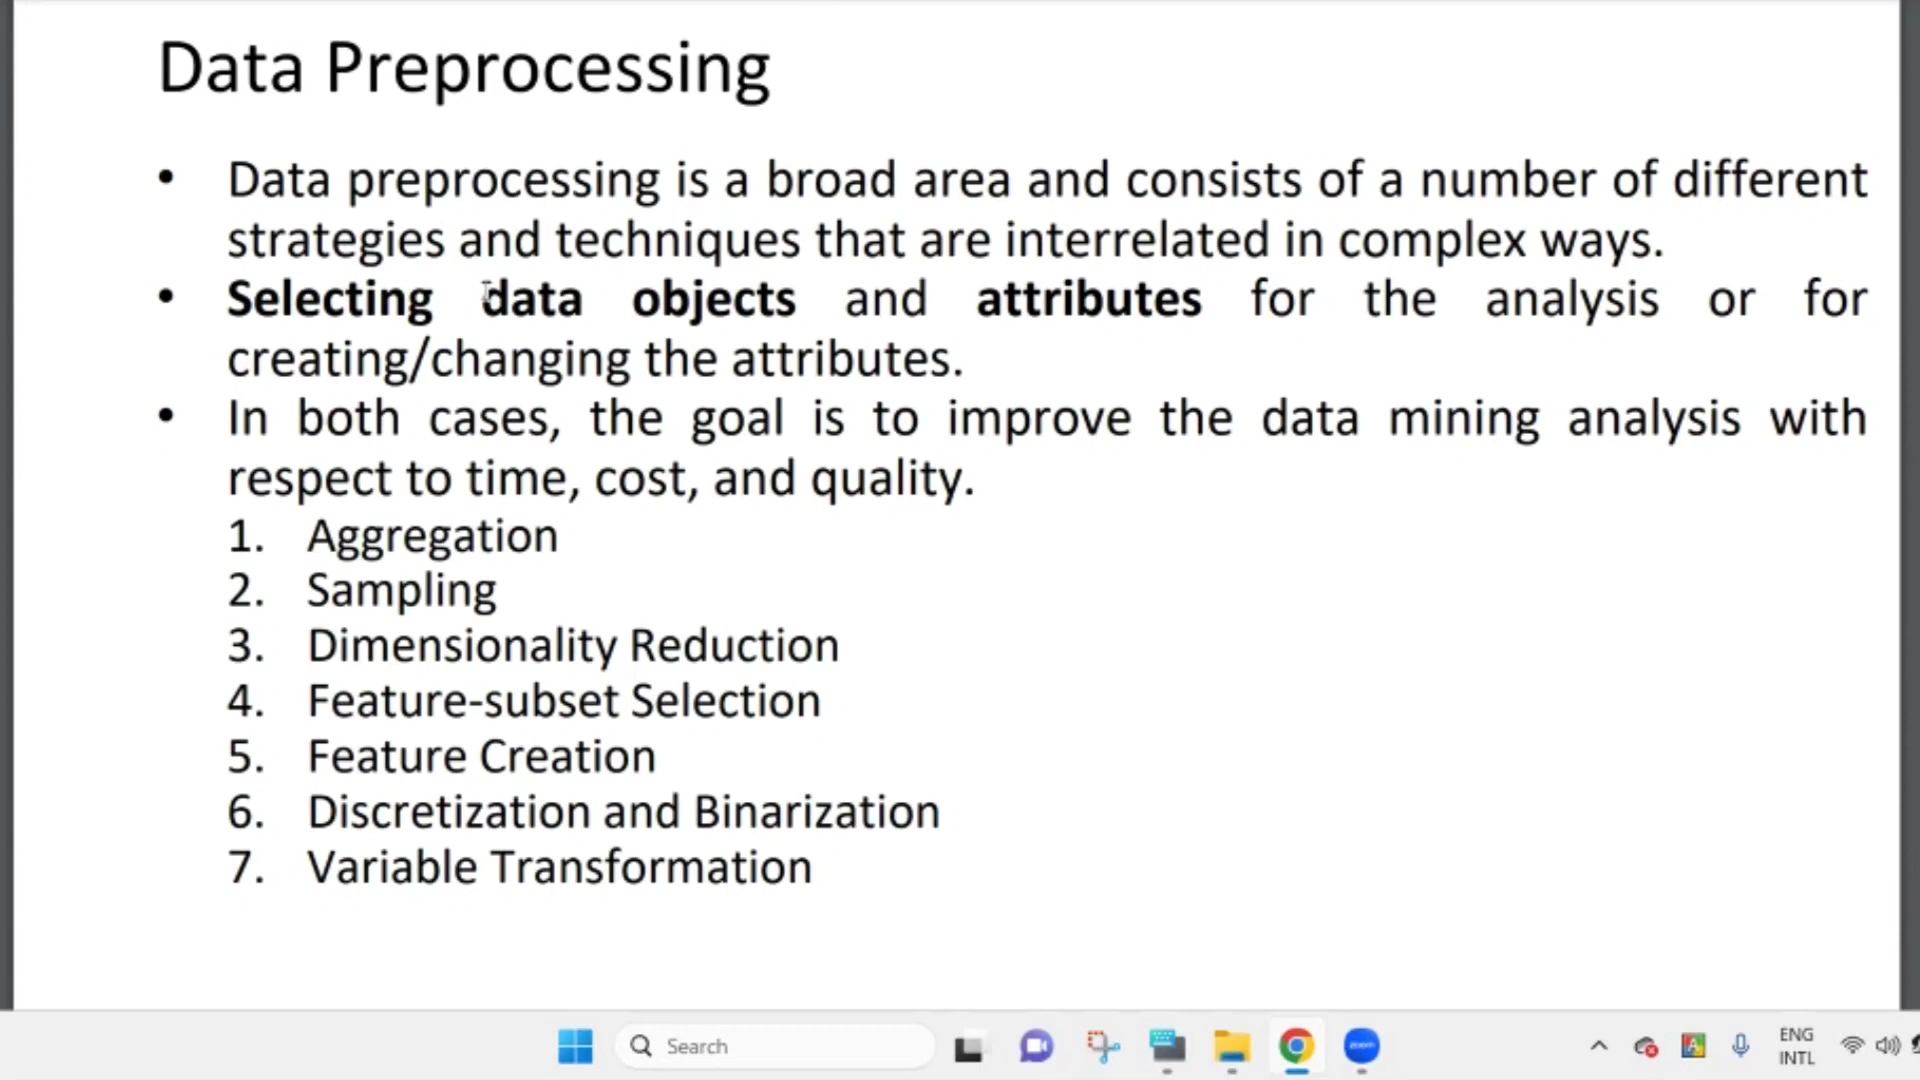 Data Preprocessing
• Data preprocessing is a broad area and consists of a number of different
strategies and techniques that are interrelated in complex ways.
• Selecting data objects and attributes for the analysis or for
creating/changing the attributes.
• In both cases, the goal is to improve the data mining analysis with
respect to time, cost, and quality.
1. Aggregation
2. Sampling
3. Dimensionality Reduction
4. Feature-subset Selection
5. Feature Creation
6. Discretization and Binarization
7. Variable Transformation
Search
zoom
ENG
INTL